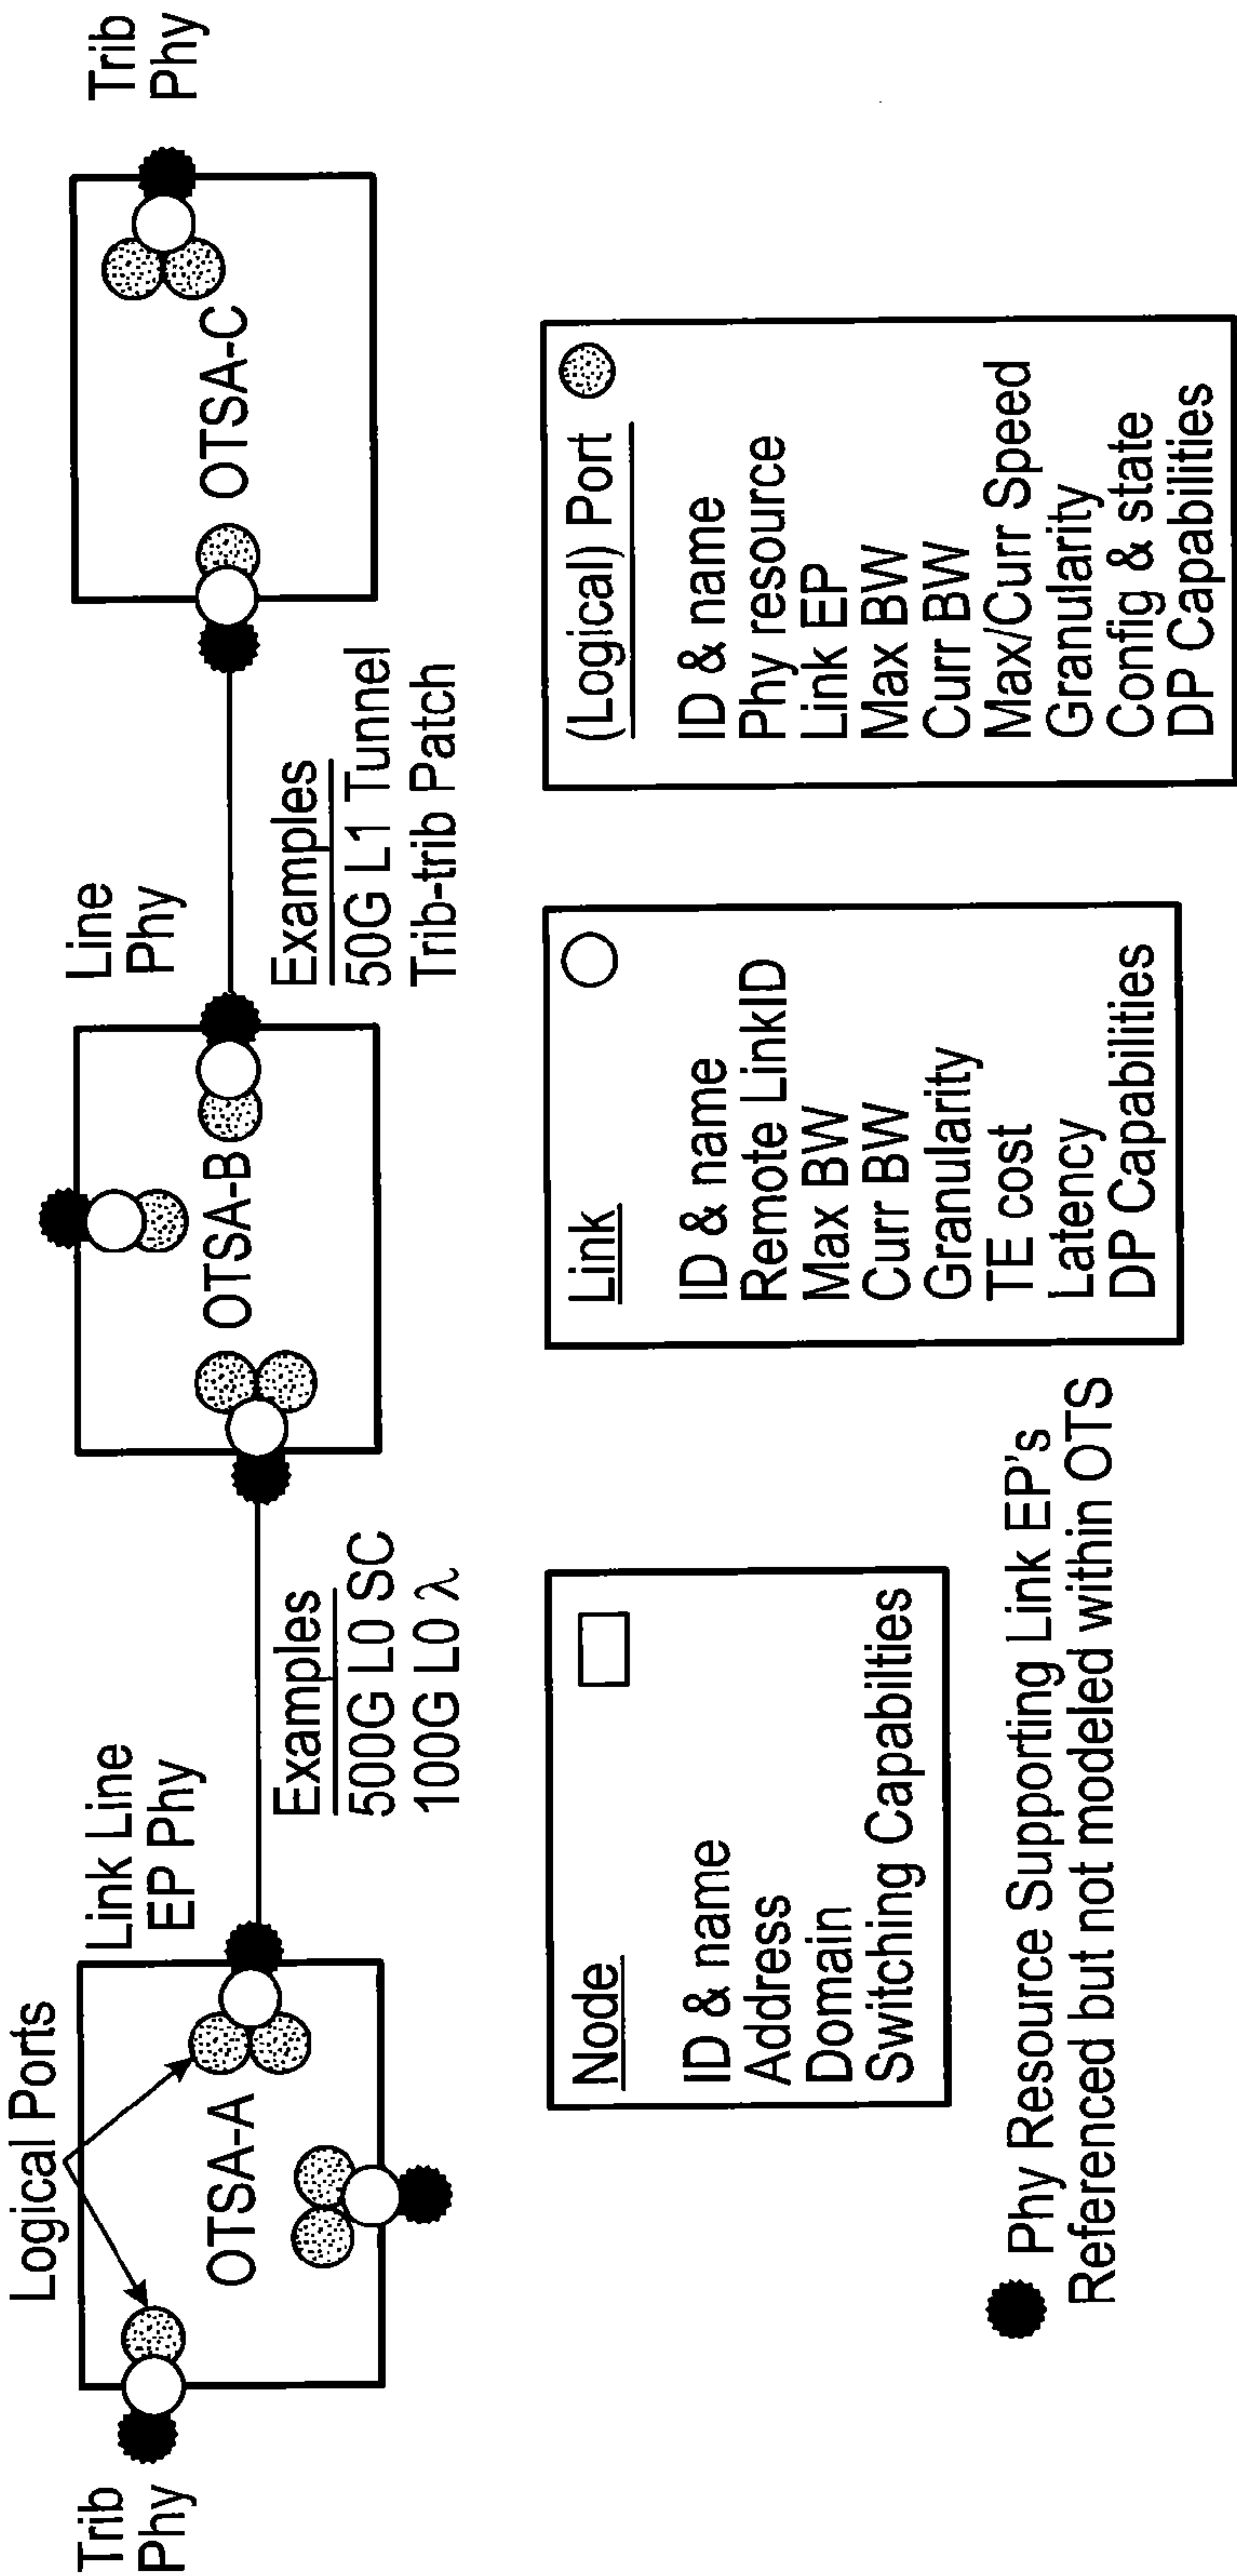 Logical Ports
Trib
Phy
OTSA-A
Link Line
EP Phy
Examples
500G L0 SC
100G L0 λ
OTSA-B
Line
Phy
Examples
50G L1 Tunnel
Trib-trib Patch
OTSA-C
Trib
Phy
Node
ID & name
Address
Domain
Switching Capabilties
Link
ID & name
Remote LinkID
Max BW
Curr BW
Granularity
TE cost
Latency
DP Capabilities
(Logical) Port
ID & name
Phy resource
Link EP
Max BW
Curr BW
Max/Curr Speed
Granularity
Config & state
DP Capabilities
Phy Resource Supporting Link EP's
Referenced but not modeled within OTS